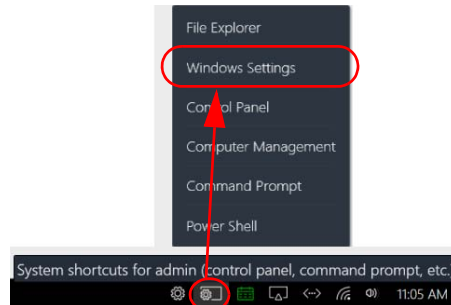 File Explorer
Windows Settings
Control Panel
Computer Management
Command Prompt
Power Shell
System shortcuts for admin (control panel, command prompt, etc.
11:05 AM